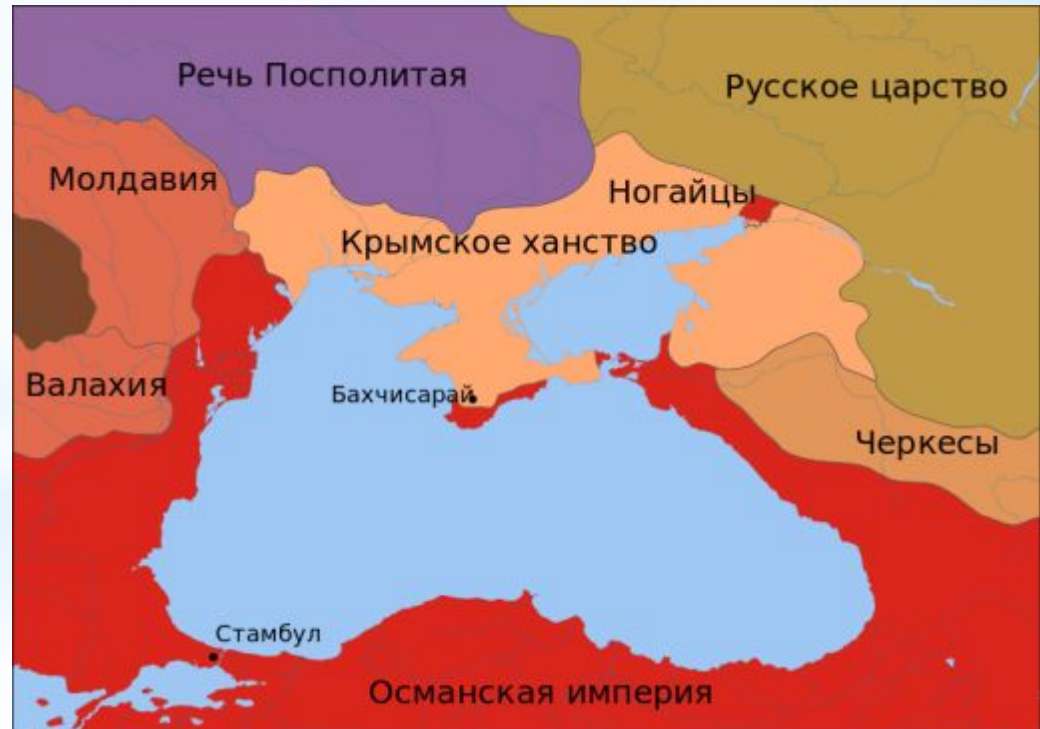 Речь Посполитая
Русское царство
Молдавия
Ногайцы
Крымское ханство
Валахия
Бахчисарай
Черкесы
Стамбул
Османская империя